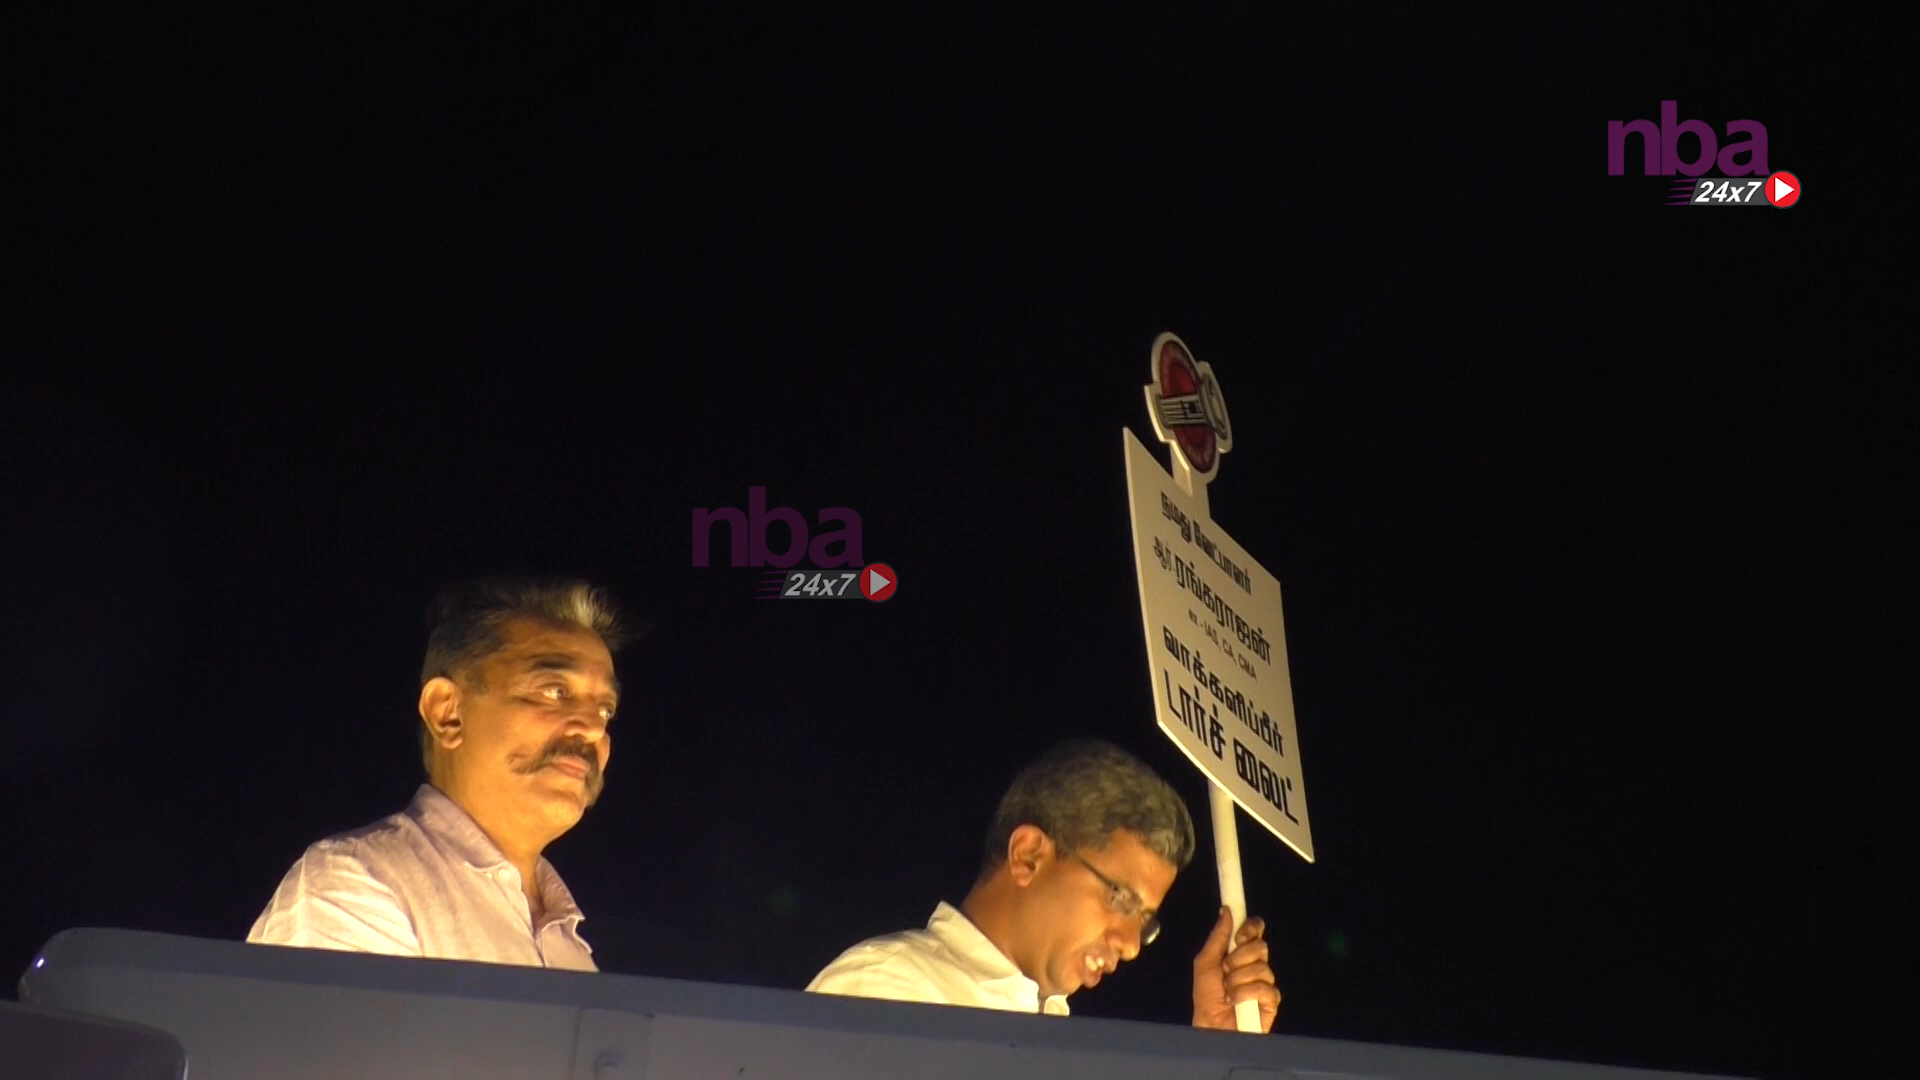 nba
24x7
nba
24x7
நமது வேட்பாளர்
ஆர். ரங்கராஜன்
ex - IAS, CA, CMA
வாக்களிப்பீர்
டார்ச் லைட்